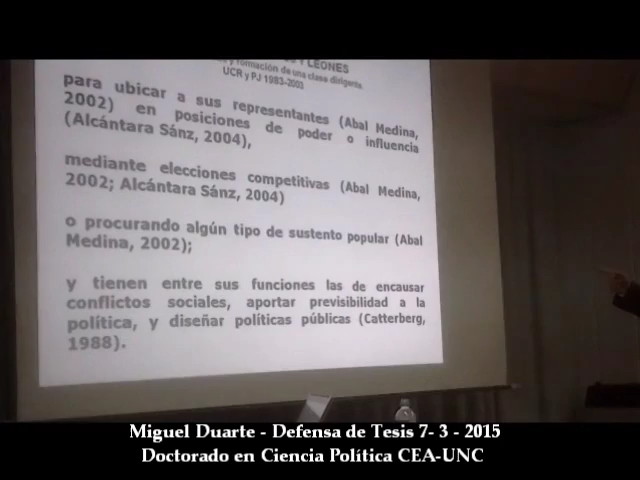 Y LEONES
y formación de una clase dirigente
UCR y PJ 1983-2003
para ubicar a sus representantes (Abal Medina,
2002) en posiciones de poder o influencia
(Alcántara Sánz, 2004),
mediante elecciones competitivas (Abal Medina,
2002; Alcántara Sánz, 2004)
o procurando algún tipo de sustento popular (Abal
Medina, 2002);
y tienen entre sus funciones las de encausar
conflictos sociales, aportar previsibilidad a la
política, y diseñar políticas públicas (Catterberg,
1988).
Miguel Duarte - Defensa de Tesis 7- 3 - 2015
Doctorado en Ciencia Política CEA-UNC